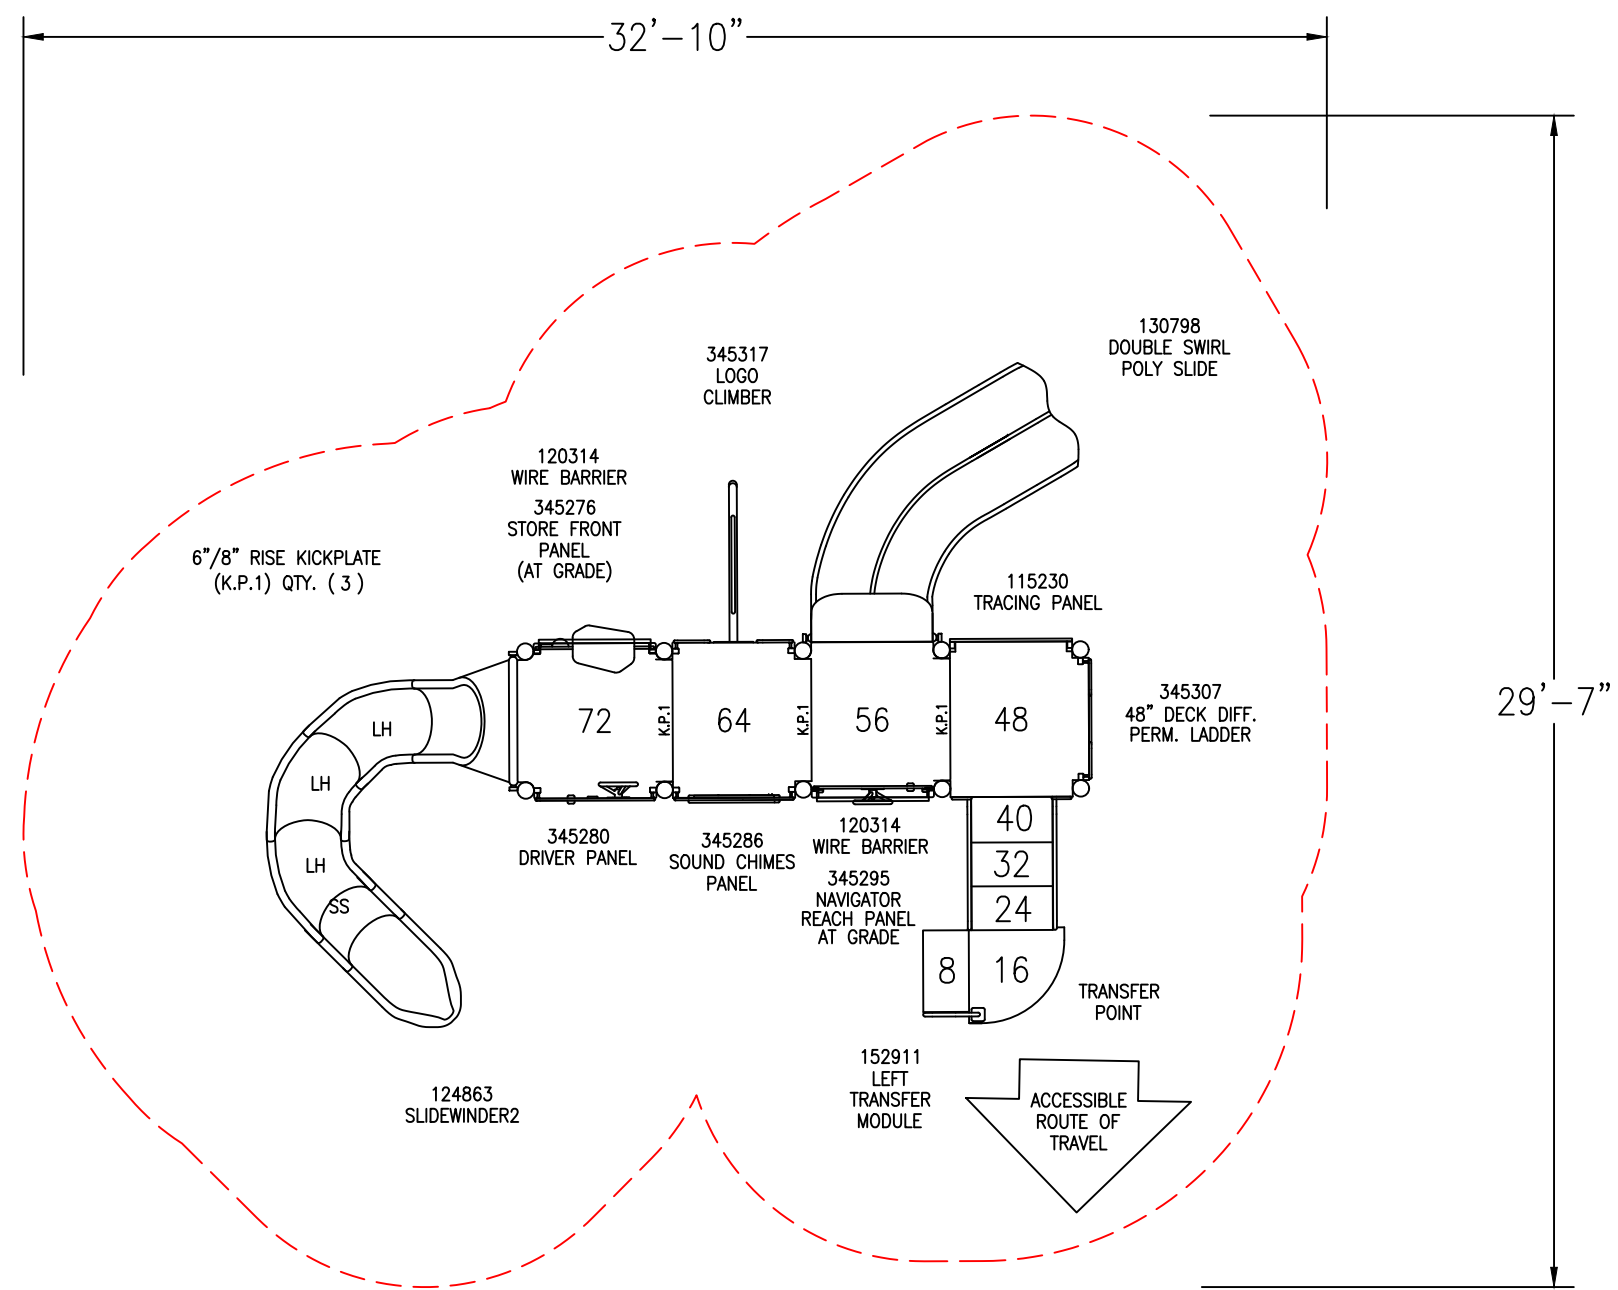 32'-10"
130798
DOUBLE SWIRL
POLY SLIDE
345317
LOGO
CLIMBER
120314
WIRE BARRIER
345276
STORE FRONT
PANEL
(AT GRADE)
6"/8" RISE KICKPLATE
(K.P.1) QTY. ( 3 )
115230
TRACING PANEL
29'-7"
345307
48" DECK DIFF.
PERM. LADDER
72
K.P.1
64
K.P.1
56
K.P.1
48
LH
LH
LH
SS
40
32
24
16
8
345280
DRIVER PANEL
345286
SOUND CHIMES
PANEL
120314
WIRE BARRIER
345295
NAVIGATOR
REACH PANEL
AT GRADE
TRANSFER
POINT
152911
LEFT
TRANSFER
MODULE
124863
SLIDEWINDER2
ACCESSIBLE
ROUTE OF
TRAVEL